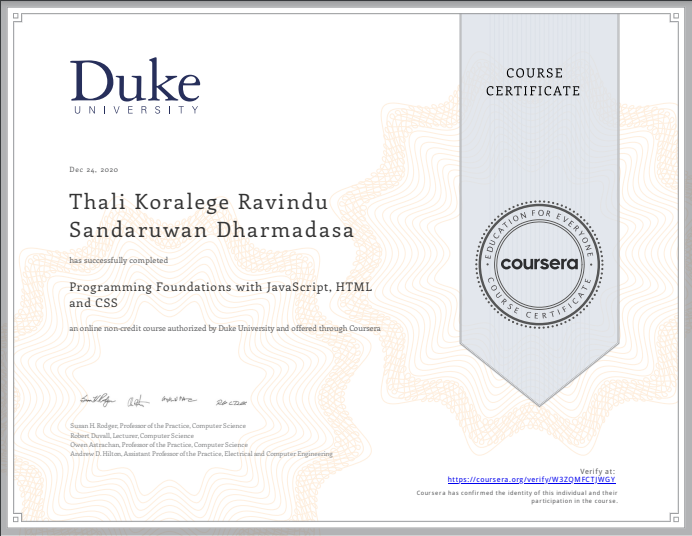 Duke
UNIVERSITY
COURSE
CERTIFICATE
Dec 24, 2020
Thali Koralege Ravindu
Sandaruwan Dharmadasa
has successfully completed
Programming Foundations with JavaScript, HTML
and CSS
an online non-credit course authorized by Duke University and offered through Coursera
EDUCATION FOR EVERYONE
coursera
COURSE CERTIFICATE
Susan H. Rodger, Professor of the Practice, Computer Science
Robert Duvall, Lecturer, Computer Science
Owen Astrachan, Professor of the Practice, Computer Science
Andrew D. Hilton, Assistant Professor of the Practice, Electrical and Computer Engineering
Verify at:
https://coursera.org/verify/W3ZQMFCTJWGY
Coursera has confirmed the identity of this individual and their
participation in the course.